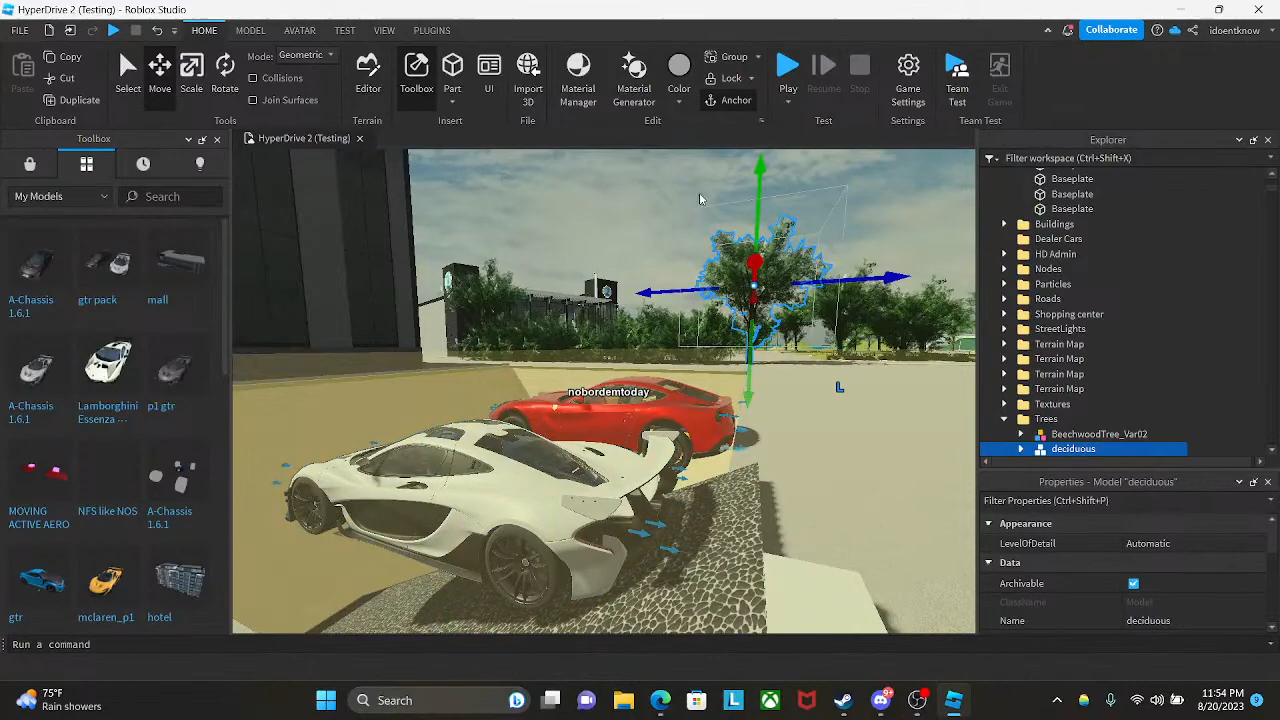 HyperDrive 2 (Testing) - Roblox Studio
FILE HOME MODEL AVATAR TEST VIEW PLUGINS Collaborate idoentknow
Paste Copy Cut Duplicate Clipboard
Select Move Scale Rotate Mode: Geometric Collisions Join Surfaces Tools
Editor Terrain
Toolbox Part UI Insert
Import 3D File
Material Manager Material Generator Color Group Lock Anchor Edit
Play Resume Stop Test
Game Settings Settings
Team Test Exit Game Team Test
Toolbox
HyperDrive 2 (Testing)
Explorer
My Models Search
Filter workspace (Ctrl+Shift+X)
A-Chassis 1.6.1
gtr pack
mall
A-Chassis 1.6.1
Lamborghini Essenza ...
p1 gtr
MOVING ACTIVE AERO
NFS like NOS
A-Chassis 1.6.1
gtr
mclaren_p1
hotel
nobordemtoday
L
Baseplate
Baseplate
Baseplate
Buildings
Dealer Cars
HD Admin
Nodes
Particles
Roads
Shopping center
StreetLights
Terrain Map
Terrain Map
Terrain Map
Terrain Map
Textures
Trees
BeechwoodTree_Var02
deciduous
Properties - Model "deciduous"
Filter Properties (Ctrl+Shift+P)
Appearance
LevelOfDetail Automatic
Data
Archivable
ClassName Model
Name deciduous
Run a command
75°F
Rain showers
Search
9+
11:54 PM
8/20/2023
9